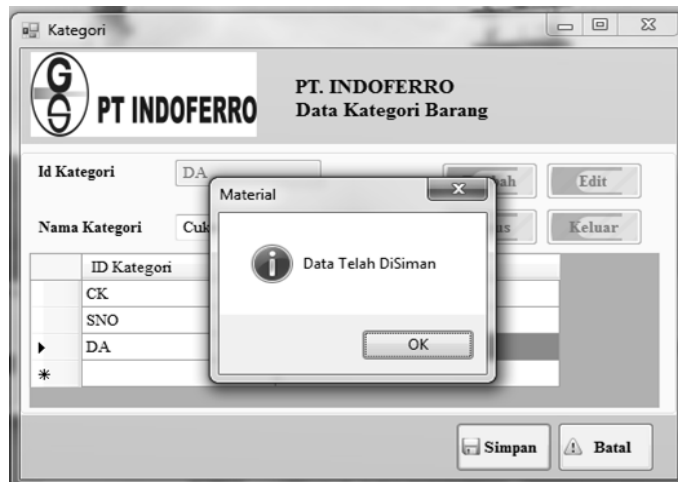 Kategori
GS
PT INDOFERRO
PT. INDOFERRO
Data Kategori Barang
Id Kategori
DA
Edit
Nama Kategori
Keluar
Material
Data Telah DiSiman
OK
ID Kategori
CK
SNO
DA
Simpan
Batal